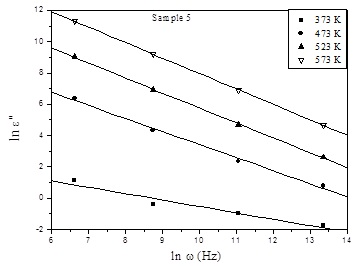 Sample 5
373 K
473 K
523 K
573 K
12
10
8
6
4
2
0
-2
ln ε"
6 7 8 9 10 11 12 13 14
ln ω (Hz)